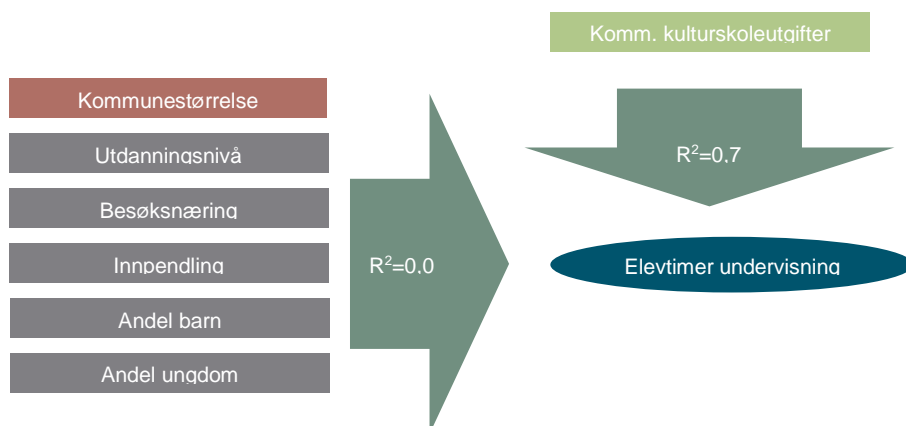 Komm. kulturskoleutgifter
Kommunestørrelse
Utdanningsnivå
Besøksnæring
Innpendling
Andel barn
Andel ungdom
R²=0.0
R²=0.7
Elevtimer undervisning